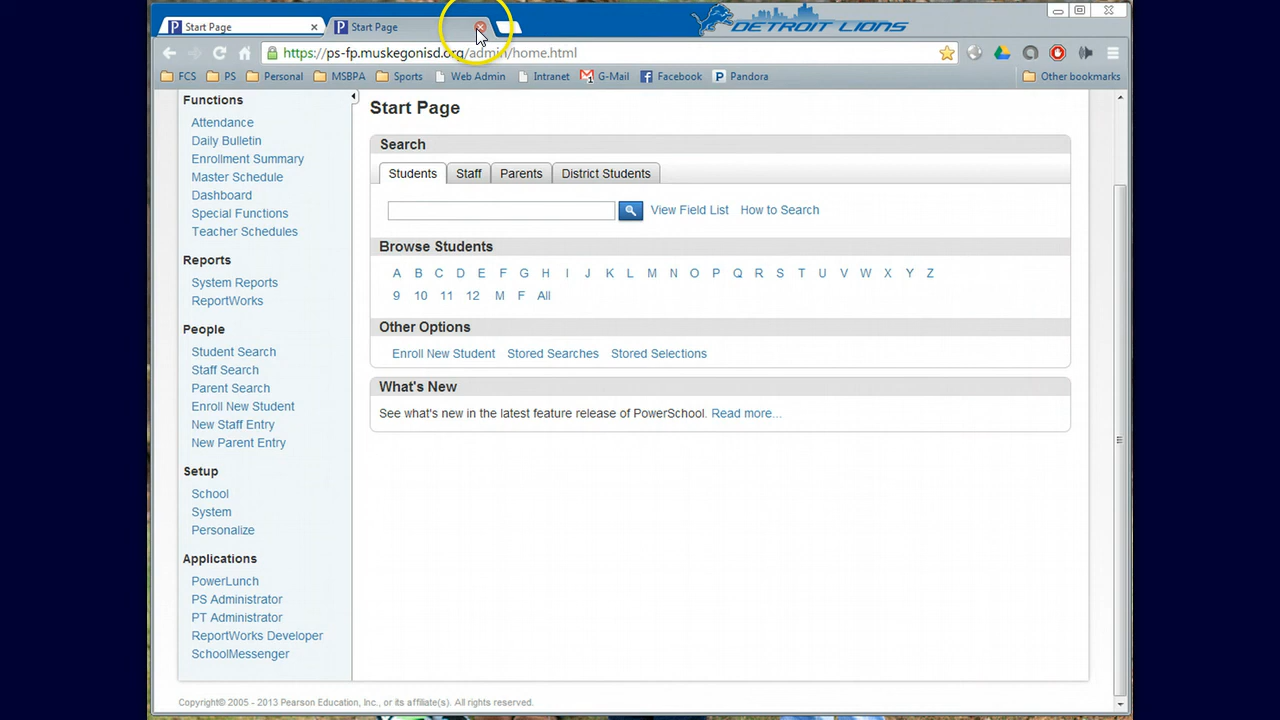 Start Page
Start Page
DETROIT LIONS
https://ps-fp.muskegonisd.org/admin/home.html
FCS PS Personal MSBPA Sports Web Admin Intranet G-Mail Facebook Pandora Other bookmarks
Functions
Attendance
Daily Bulletin
Enrollment Summary
Master Schedule
Dashboard
Special Functions
Teacher Schedules
Reports
System Reports
ReportWorks
People
Student Search
Staff Search
Parent Search
Enroll New Student
New Staff Entry
New Parent Entry
Setup
School
System
Personalize
Applications
PowerLunch
PS Administrator
PT Administrator
ReportWorks Developer
SchoolMessenger
Start Page
Search
Students Staff Parents District Students
View Field List How to Search
Browse Students
A B C D E F G H I J K L M N O P Q R S T U V W X Y Z
9 10 11 12 M F All
Other Options
Enroll New Student Stored Searches Stored Selections
What's New
See what's new in the latest feature release of PowerSchool. Read more...
Copyright© 2005 - 2013 Pearson Education, Inc., or its affiliate(s). All rights reserved.